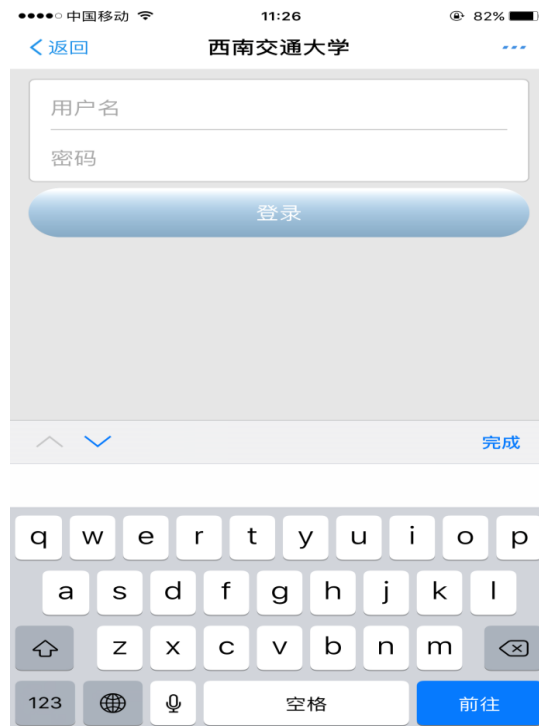 中国移动 11:26 82%
返回 西南交通大学
用户名
密码
登录
完成
q w e r t y u i o p
a s d f g h j k l
z x c v b n m
123 空格 前往